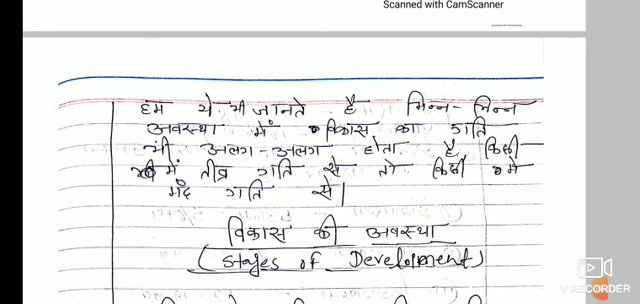 Scanned with CamScanner
हम ये भी जानते है भिन्न-भिन्न
अवस्था में विकास का गति
भी अलग-अलग होता है, किसी-
में तीव्र गति से तो किसी में
मंद गति से।
विकास की अवस्था
(Stages of Development)
V RECORDER